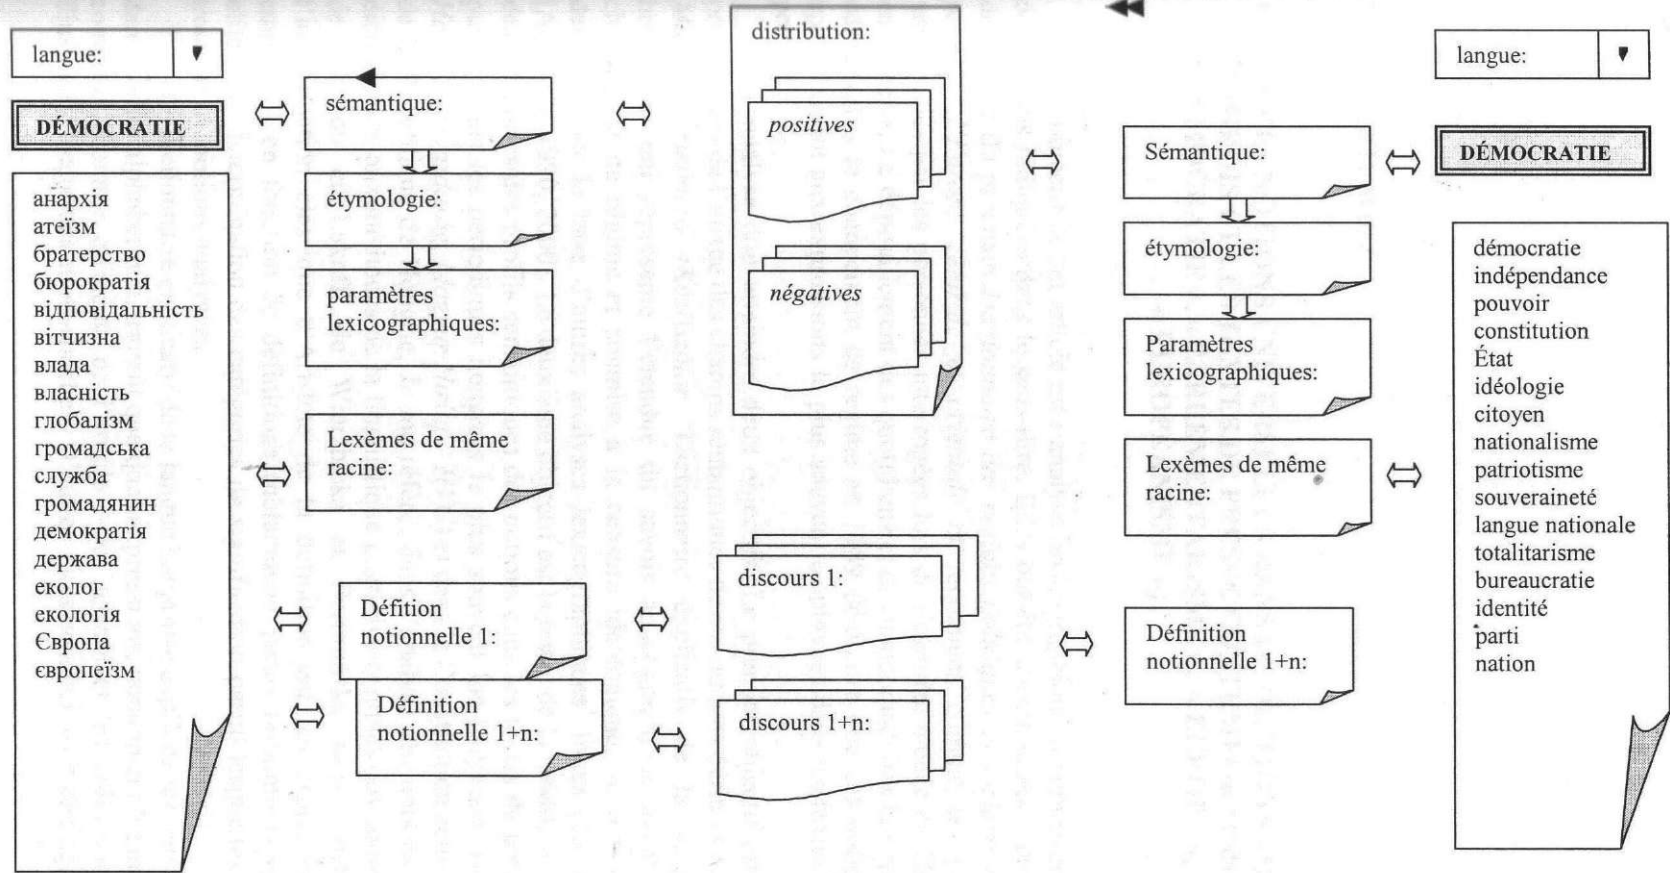 langue:
DÉMOCRATIE
анархія
атеїзм
братерство
бюрократія
відповідальність
вітчизна
влада
власність
глобалізм
громадська
служба
громадянин
демократія
держава
еколог
екологія
Європа
європеїзм
sémantique:
étymologie:
paramètres
lexicographiques:
Lexèmes de même
racine:
Défition
notionnelle 1:
Définition
notionnelle 1+n:
distribution:
positives
négatives
discours 1:
discours 1+n:
Sémantique:
étymologie:
Paramètres
lexicographiques:
Lexèmes de même
racine:
Définition
notionnelle 1+n:
langue:
DÉMOCRATIE
démocratie
indépendance
pouvoir
constitution
État
idéologie
citoyen
nationalisme
patriotisme
souveraineté
langue nationale
totalitarisme
bureaucratie
identité
parti
nation